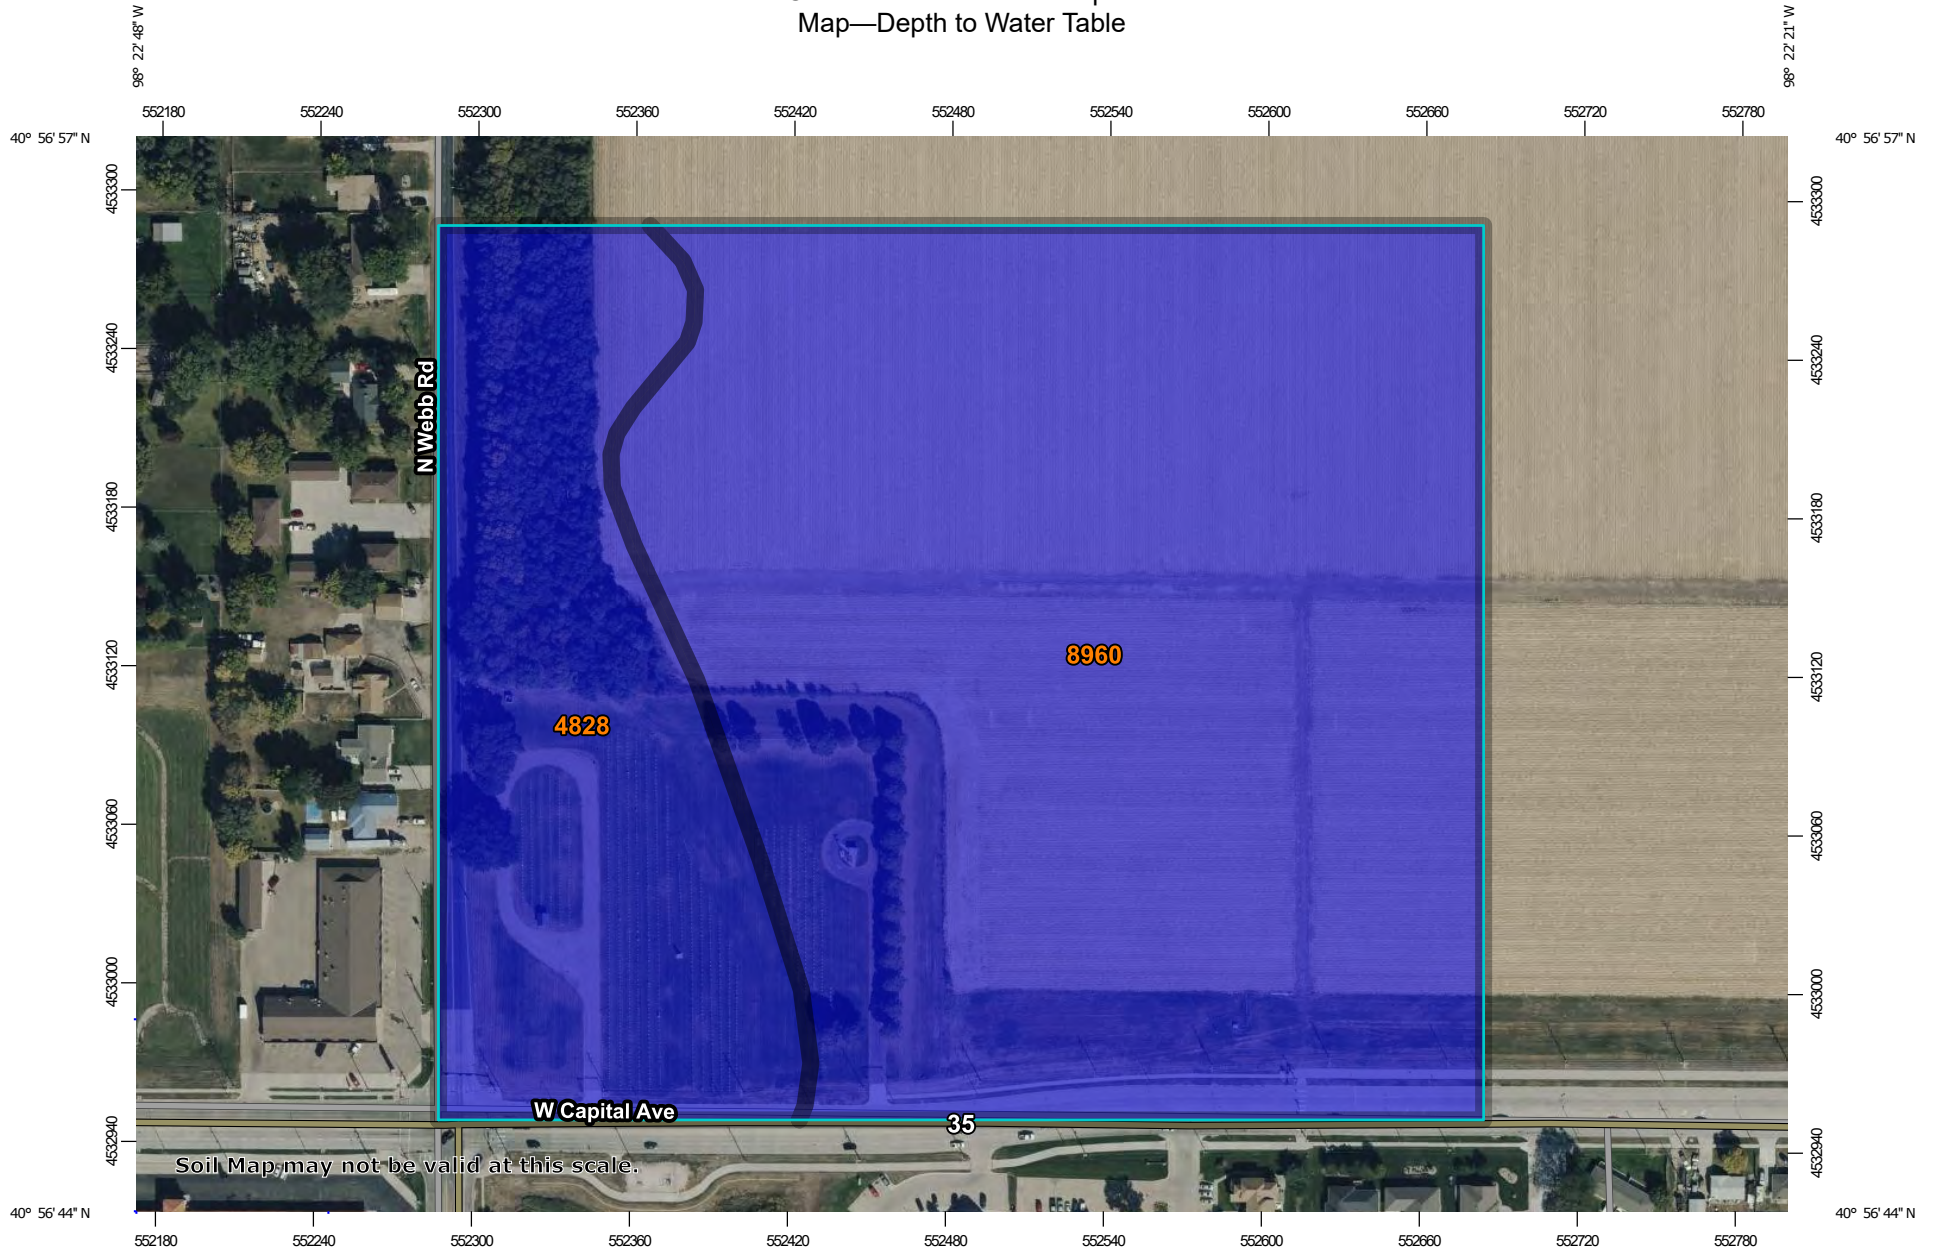 Map—Depth to Water Table
98° 22' 48'' W
98° 22' 21'' W
552180 552240 552300 552360 552420 552480 552540 552600 552660 552720 552780
40° 56' 57'' N
40° 56' 57'' N
4533300
4533240
4533180
4533120
4533060
4533000
4532940
4533300
4533240
4533180
4533120
4533060
4533000
4532940
N Webb Rd
8960
4828
W Capital Ave
35
Soil Map may not be valid at this scale.
40° 56' 44'' N
40° 56' 44'' N
552180 552240 552300 552360 552420 552480 552540 552600 552660 552720 552780